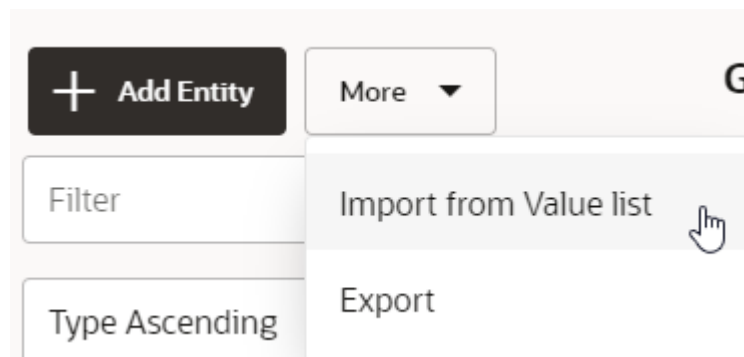 Add Entity
More
G
Filter
Import from Value list
Export
Type Ascending